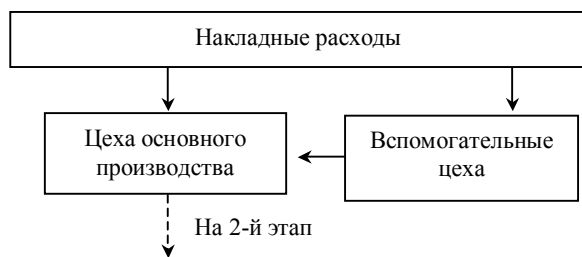 Накладные расходы
Цеха основного
производства
Вспомогательные
цеха
На 2-й этап